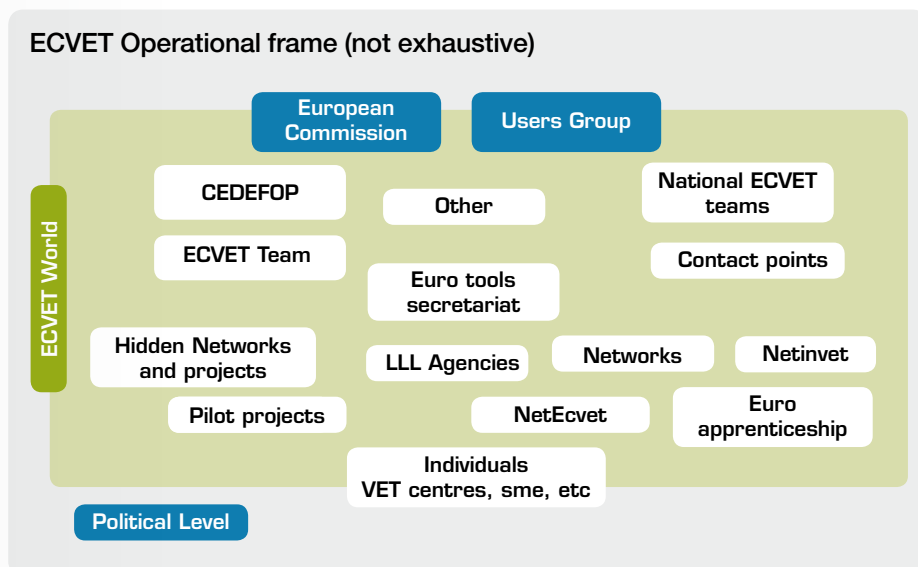 ECVET Operational frame (not exhaustive)
European
Commission
Users Group
ECVET World
CEDEFOP
Other
National ECVET
teams
ECVET Team
Contact points
Euro tools
secretariat
Hidden Networks
and projects
LLL Agencies
Networks
Netinvet
Pilot projects
NetEcvet
Euro
apprenticeship
Individuals
VET centres, sme, etc
Political Level